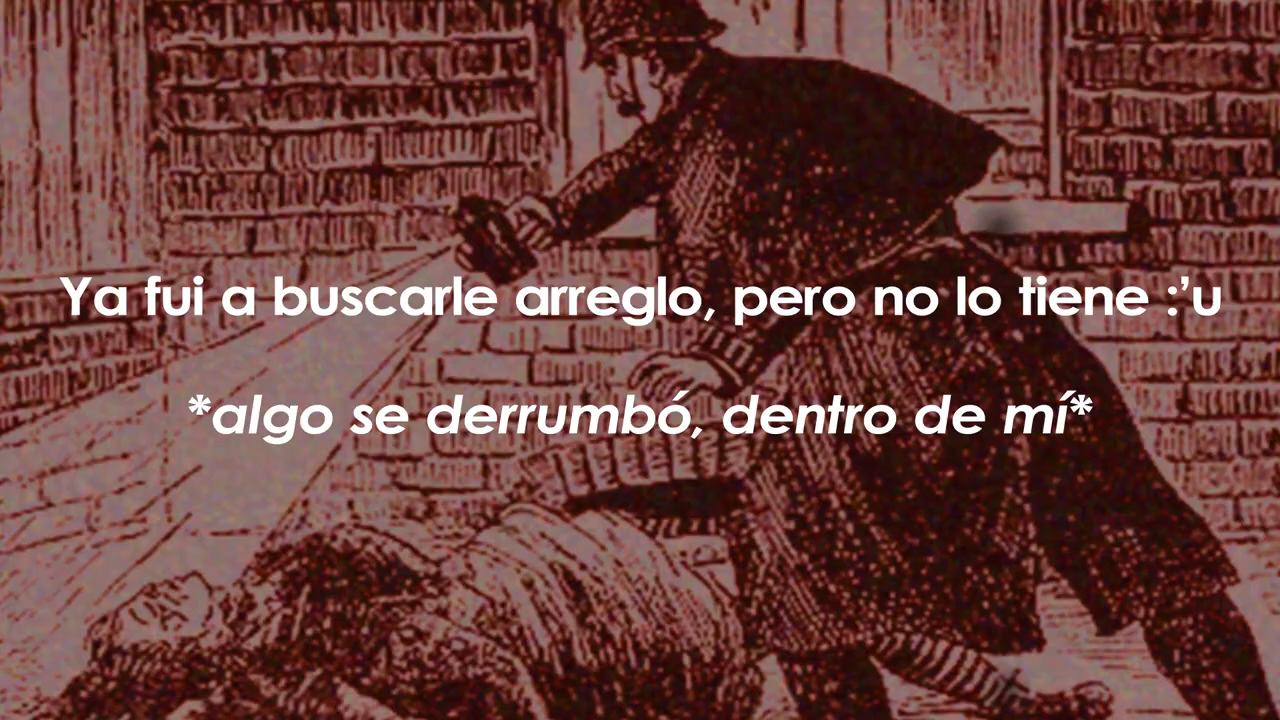 Ya fui a buscarle arreglo, pero no lo tiene :’u
*algo se derrumbó, dentro de mí*